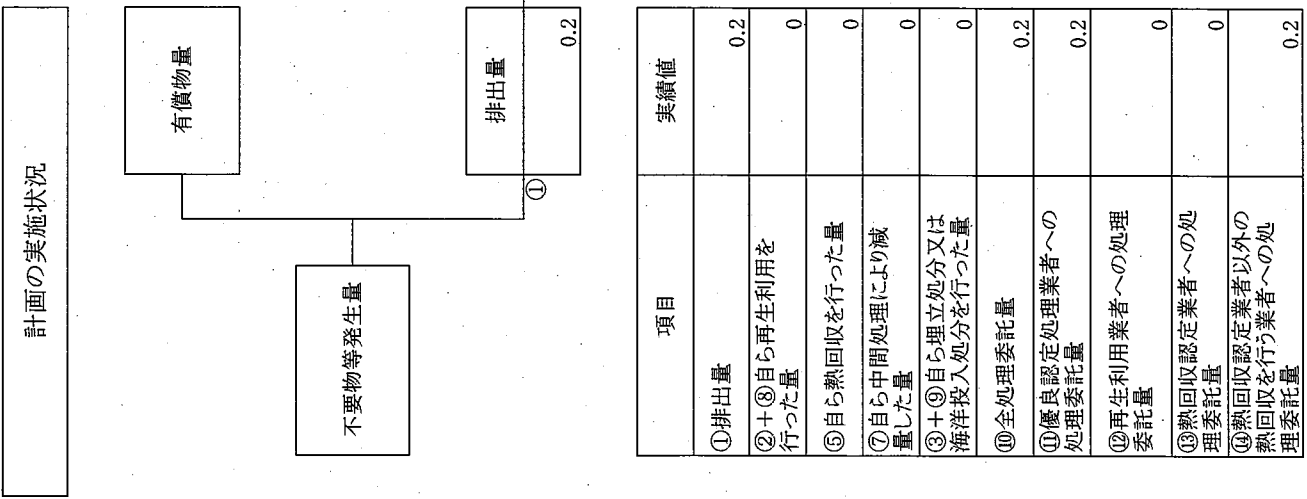 計画の実施状況
有償物量
不要物等発生量
排出量
①
0.2
項目
実績値
①排出量
0.2
②+⑧自ら再生利用を
行った量
0
⑤自ら熱回収を行った量
0
⑦自ら中間処理により減
量した量
0
③+⑨自ら埋立処分又は
海洋投入処分を行った量
0
⑩全処理委託量
0.2
⑪優良認定処理業者への
処理委託量
0.2
⑫再生利用業者への処理
委託量
0
⑬熱回収認定業者への処
理委託量
0
⑭熱回収認定業者以外の
熱回収を行う業者への処
理委託量
0.2